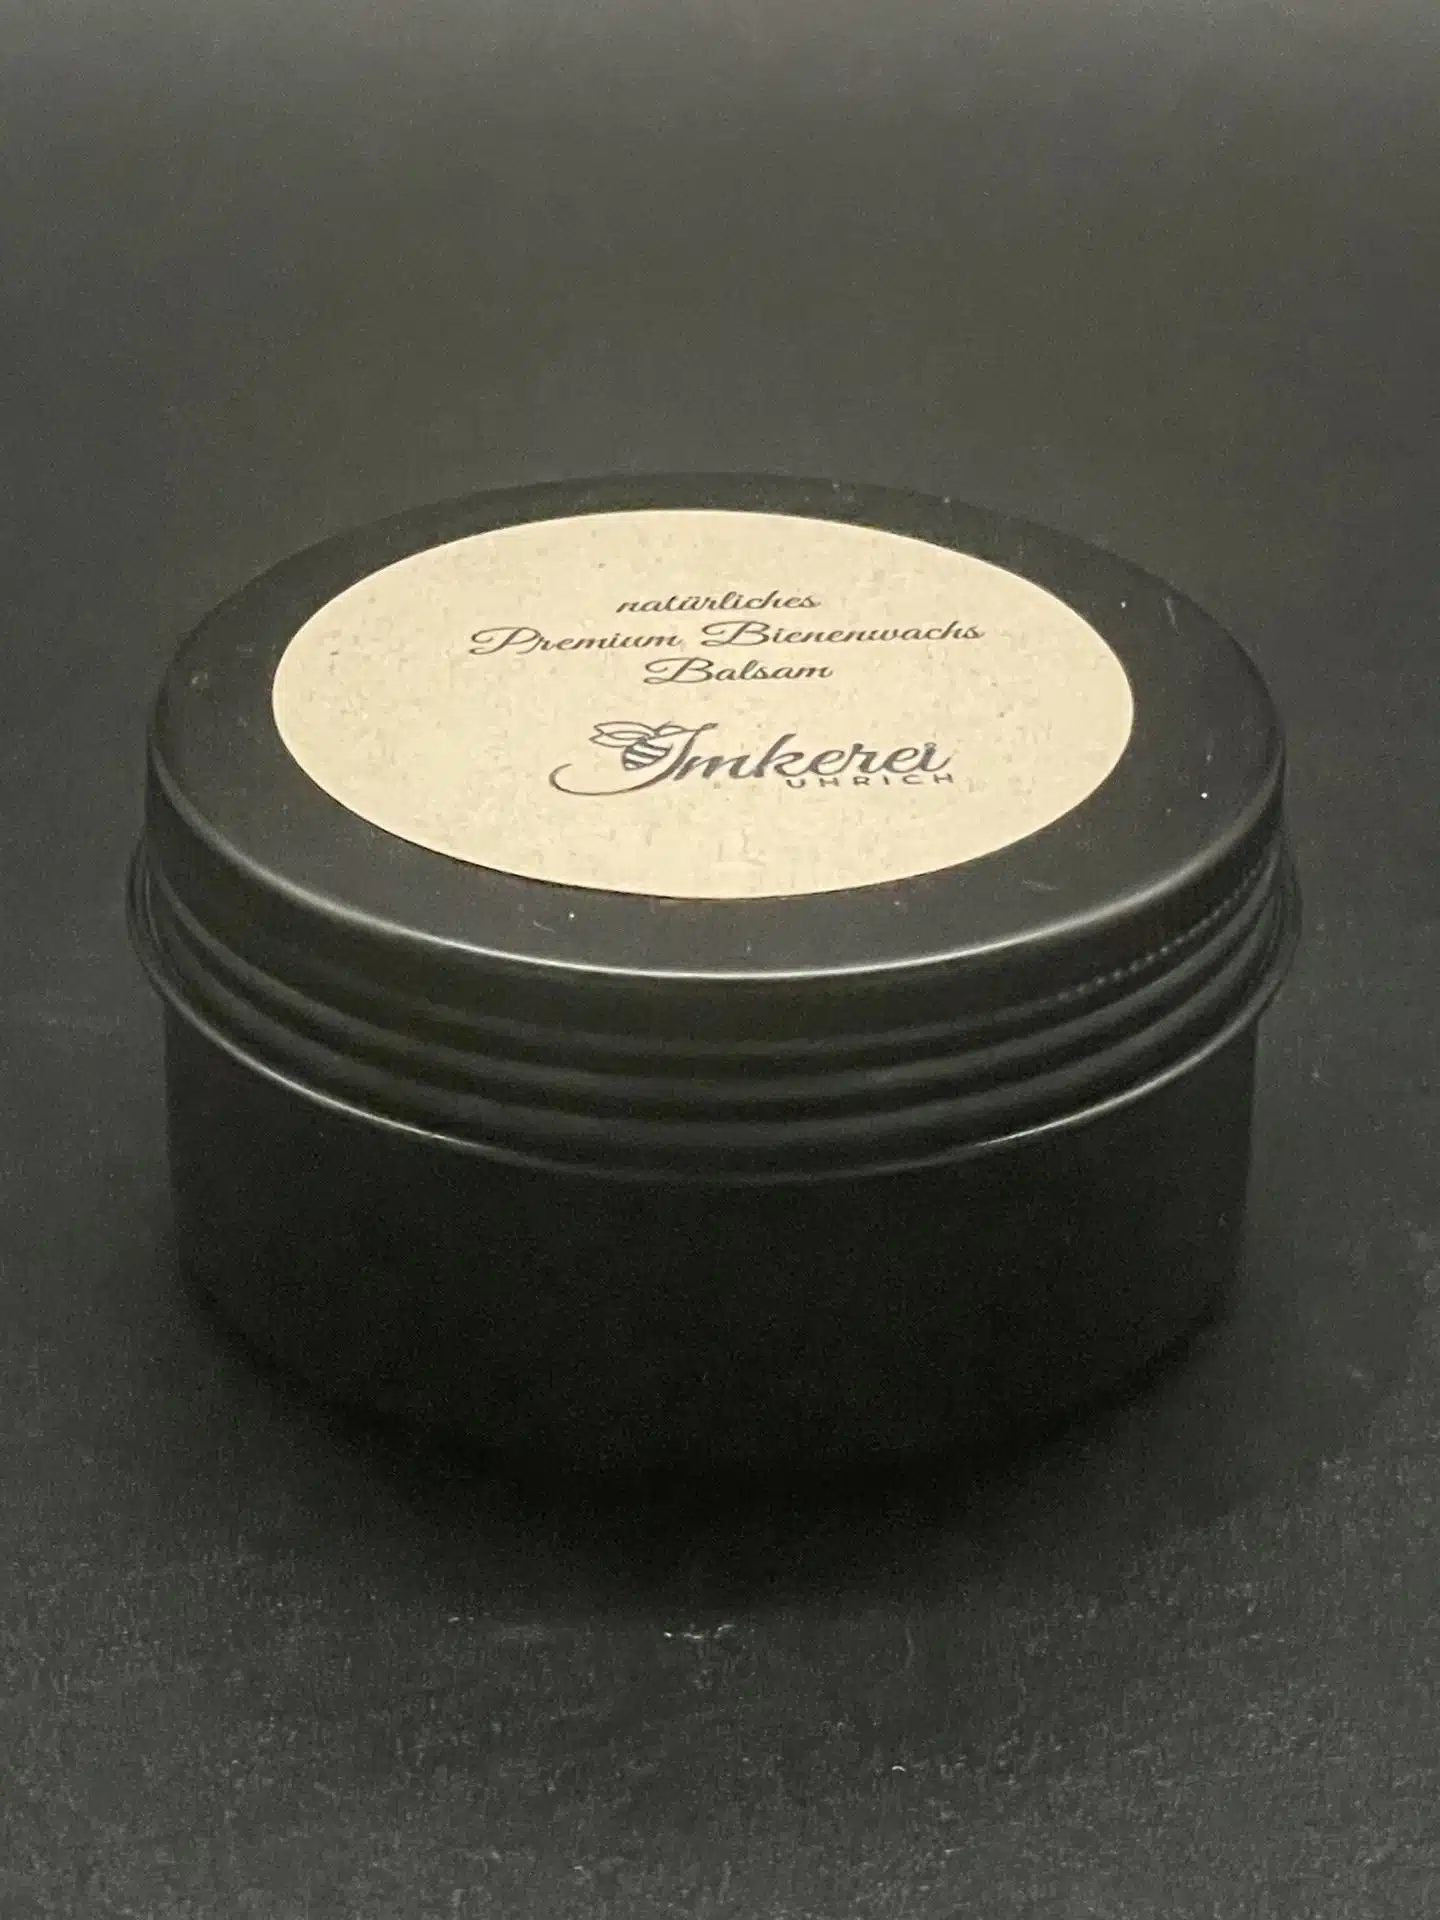 natürliches
Premium Bienenwachs
Balsam
Imkerei
UHRICH